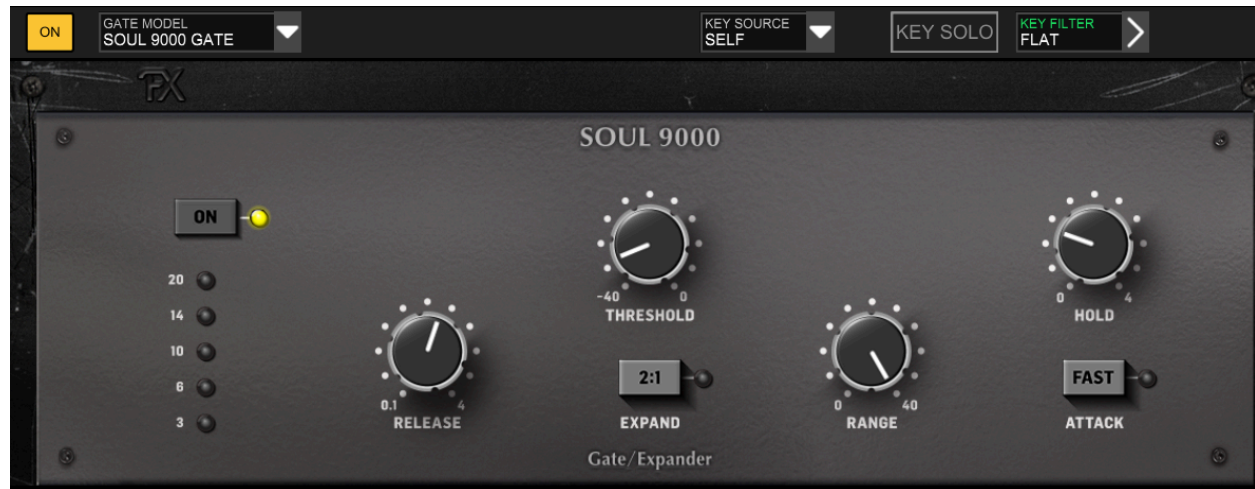 ON
GATE MODEL
SOUL 9000 GATE
KEY SOURCE
SELF
KEY SOLO
KEY FILTER
FLAT
FX
SOUL 9000
ON
20
14
10
6
3
0.1 4
RELEASE
-40 0
THRESHOLD
2:1
EXPAND
0 40
RANGE
0 4
HOLD
FAST
ATTACK
Gate/Expander